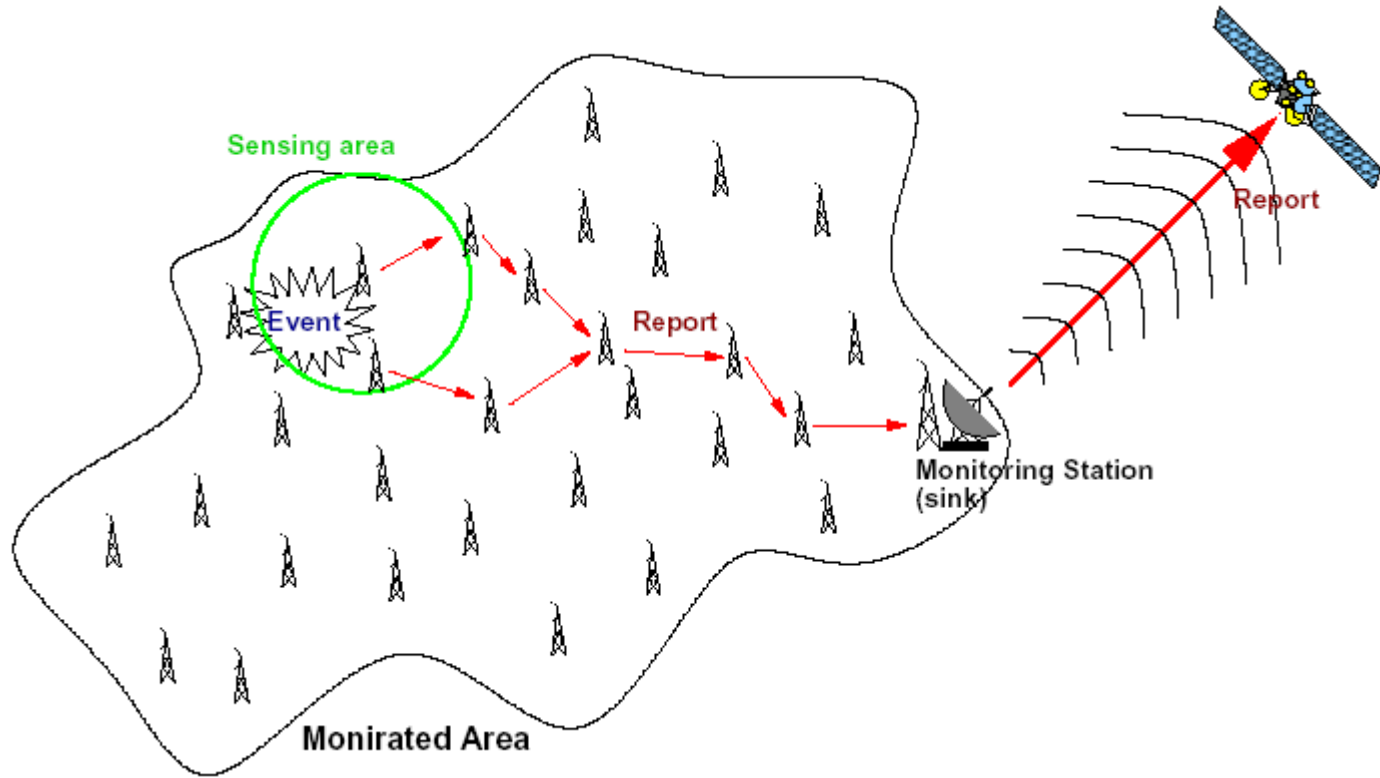 Sensing area
Report
Event
Report
Monitoring Station
(sink)
Monirated Area